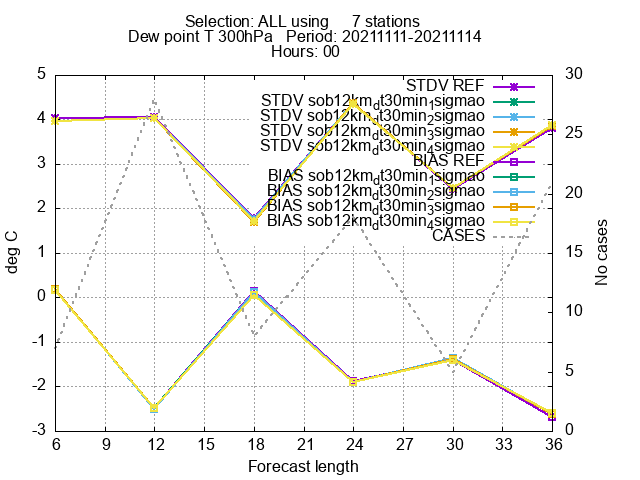 Selection: ALL using 7 stations
Dew point T 300hPa Period: 20211111-20211114
Hours: 00
STDV REF
STDV sob12km_dt30min_1sigmao
STDV sob12km_dt30min_2sigmao
STDV sob12km_dt30min_3sigmao
STDV sob12km_dt30min_4sigmao
BIAS REF
BIAS sob12km_dt30min_1sigmao
BIAS sob12km_dt30min_2sigmao
BIAS sob12km_dt30min_3sigmao
BIAS sob12km_dt30min_4sigmao
CASES
deg C
5
4
3
2
1
0
-1
-2
-3
30
25
20
15
10
5
0
No cases
6 9 12 15 18 21 24 27 30 33 36
Forecast length